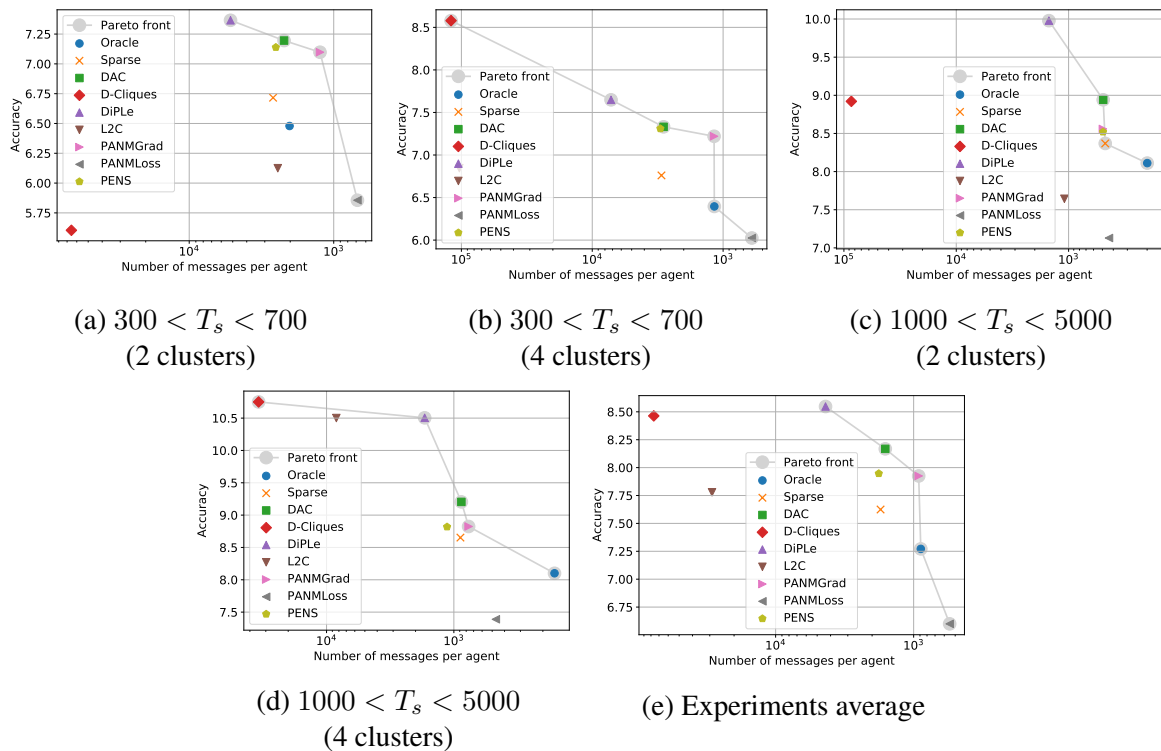 7.25
7.00
6.75
6.50
6.25
6.00
5.75
Accuracy
Pareto front
Oracle
Sparse
DAC
D-Cliques
DiPLe
L2C
PANMGrad
PANMLoss
PENS
10⁴
10³
Number of messages per agent
(a) 300 < Tₛ < 700
(2 clusters)
8.5
8.0
7.5
7.0
6.5
6.0
Accuracy
Pareto front
Oracle
Sparse
DAC
D-Cliques
DiPLe
L2C
PANMGrad
PANMLoss
PENS
10⁵
10⁴
10³
Number of messages per agent
(b) 300 < Tₛ < 700
(4 clusters)
10.0
9.5
9.0
8.5
8.0
7.5
7.0
Accuracy
Pareto front
Oracle
Sparse
DAC
D-Cliques
DiPLe
L2C
PANMGrad
PANMLoss
PENS
10⁵
10⁴
10³
Number of messages per agent
(c) 1000 < Tₛ < 5000
(2 clusters)
10.5
10.0
9.5
9.0
8.5
8.0
7.5
Accuracy
Pareto front
Oracle
Sparse
DAC
D-Cliques
DiPLe
L2C
PANMGrad
PANMLoss
PENS
10⁴
10³
Number of messages per agent
(d) 1000 < Tₛ < 5000
(4 clusters)
8.50
8.25
8.00
7.75
7.50
7.25
7.00
6.75
Accuracy
Pareto front
Oracle
Sparse
DAC
D-Cliques
DiPLe
L2C
PANMGrad
PANMLoss
PENS
10⁴
10³
Number of messages per agent
(e) Experiments average